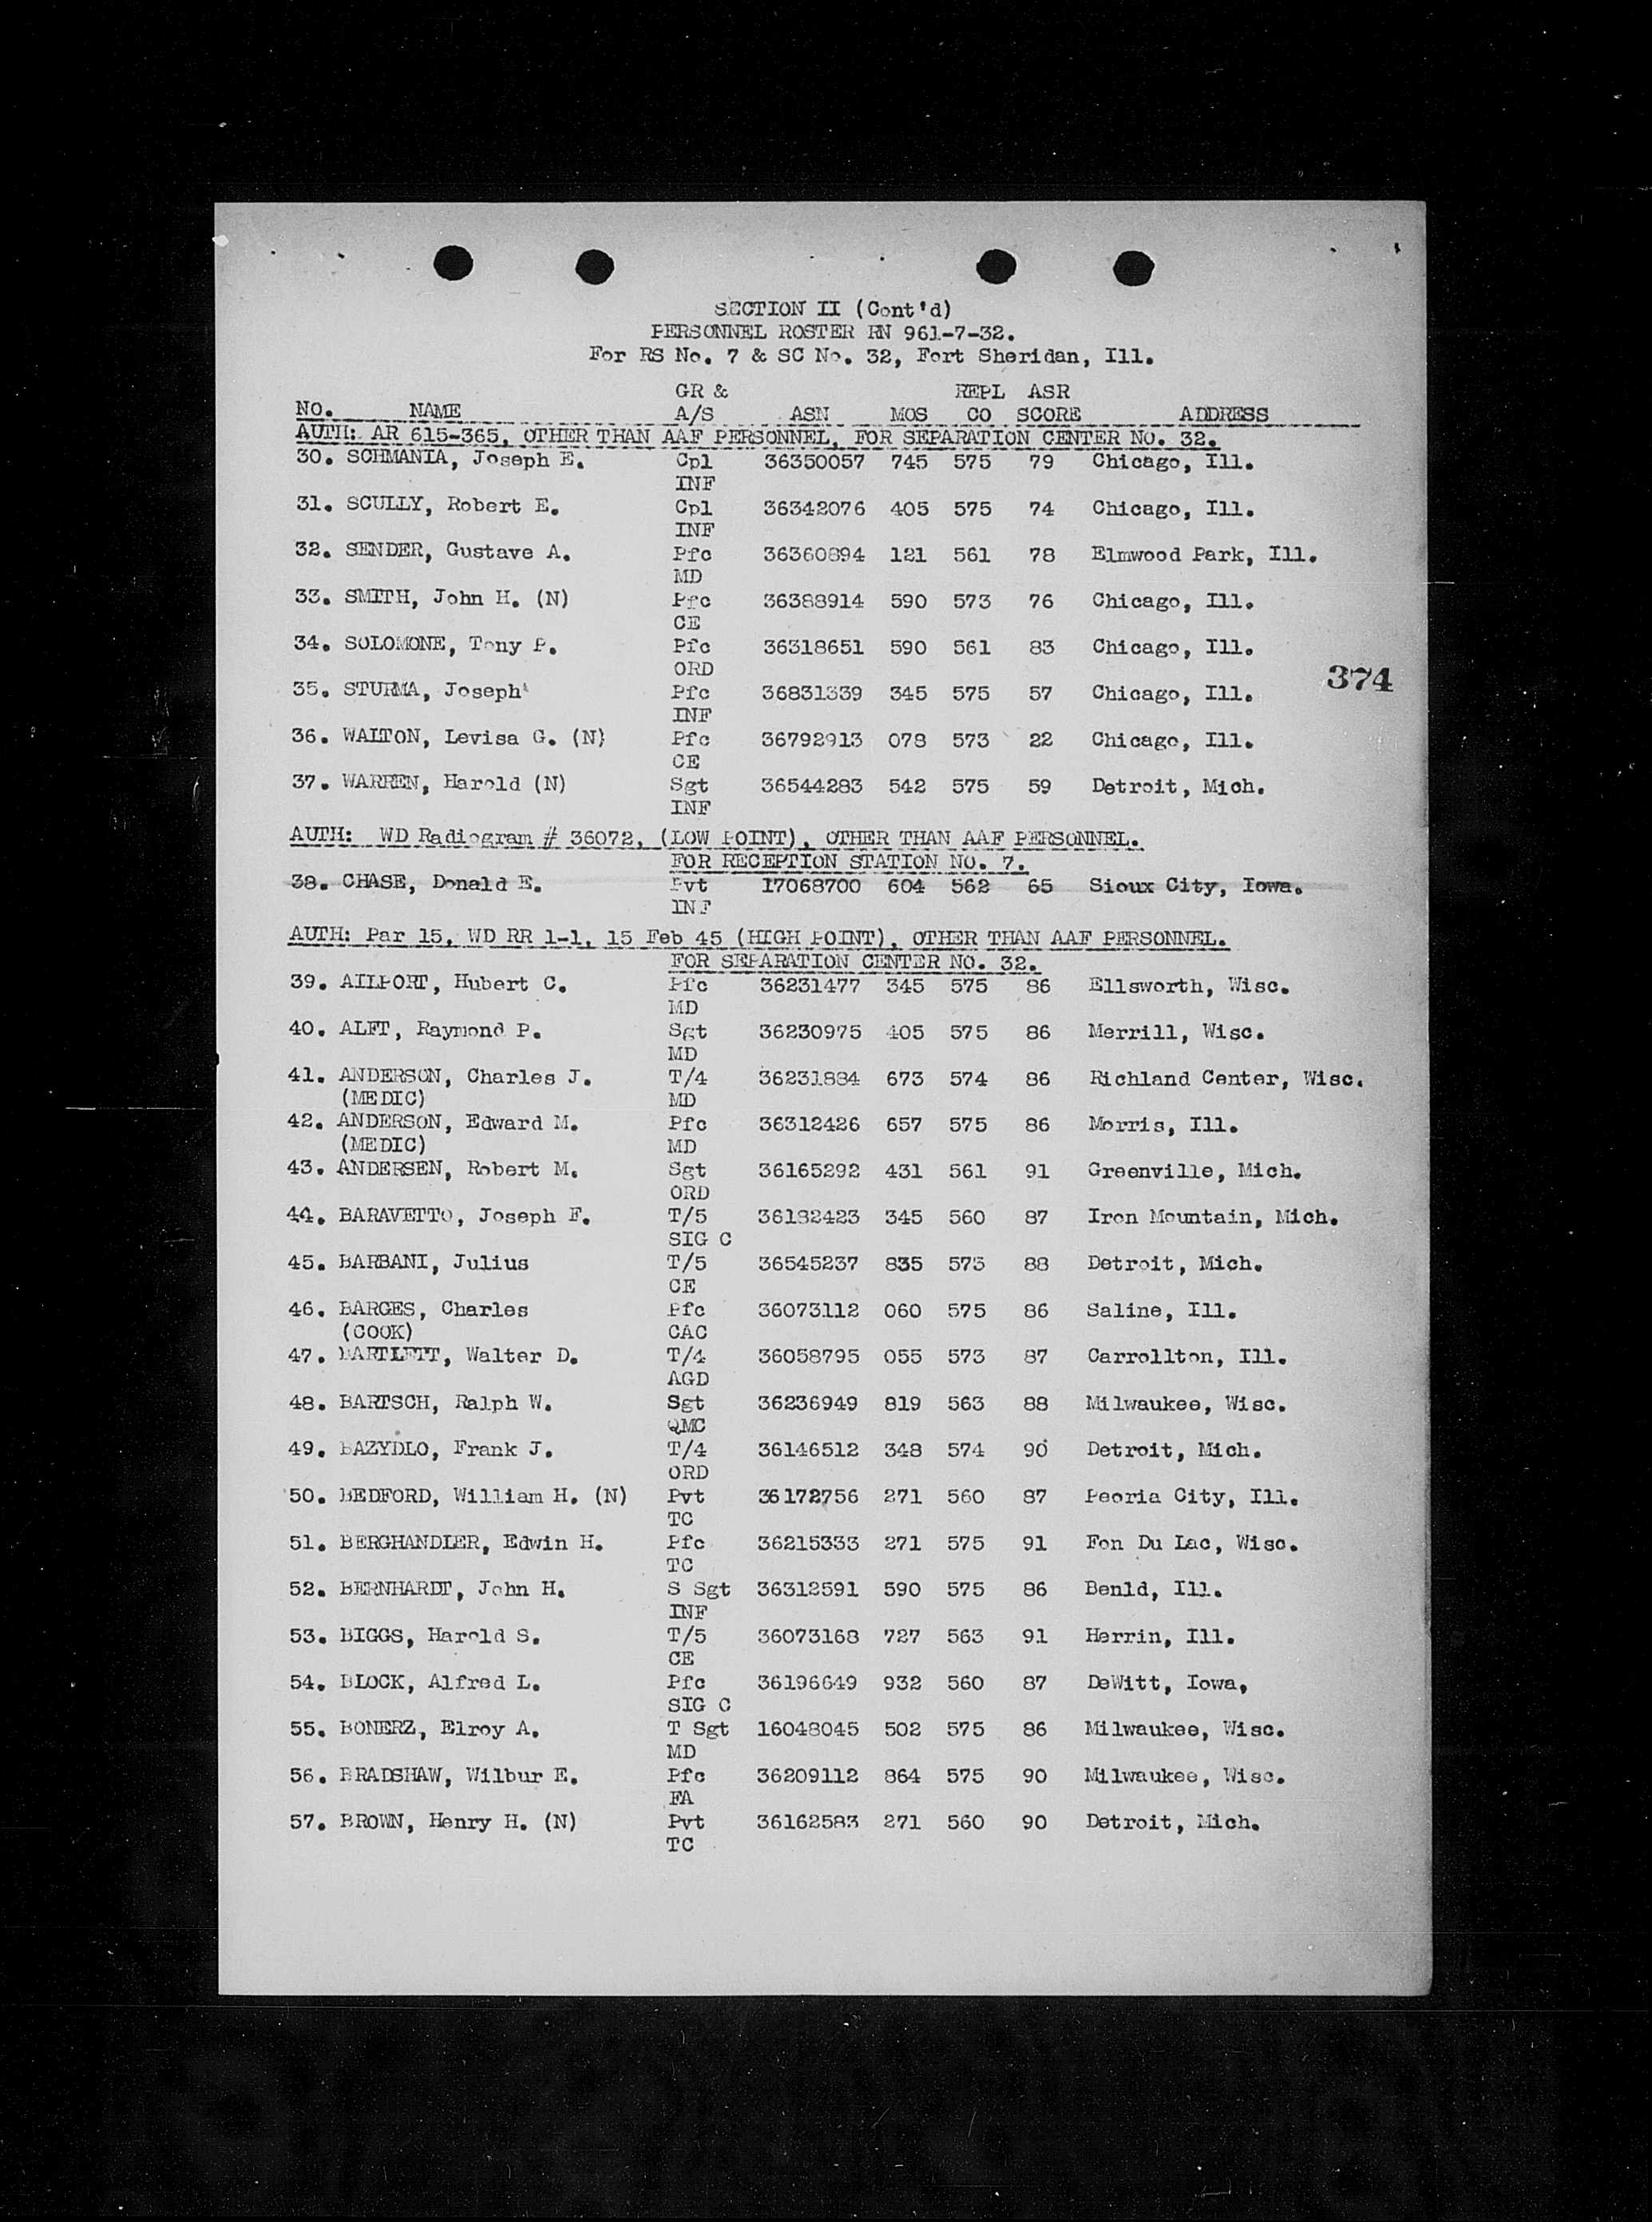 SECTION II (Cont'd)
PERSONNEL ROSTER RN 961-7-32.
For RS No. 7 & SC No. 32, Fort Sheridan, Ill.
GR & REPL ASR
NO. NAME A/S ASN MOS CO SCORE ADDRESS
AUTH: AR 615-365, OTHER THAN AAF PERSONNEL, FOR SEPARATION CENTER NO. 32.
30. SCHMANIA, Joseph E. Cpl 36350057 745 575 79 Chicago, Ill.
INF
31. SCULLY, Robert E. Cpl 36342076 405 575 74 Chicago, Ill.
INF
32. SENDER, Gustave A. Pfc 36360894 121 561 78 Elmwood Park, Ill.
MD
33. SMITH, John H. (N) Pfc 36388914 590 573 76 Chicago, Ill.
CE
34. SOLOMONE, Tony P. Pfc 36318651 590 561 83 Chicago, Ill.
ORD
374
35. STURMA, Joseph Pfc 36831339 345 575 57 Chicago, Ill.
INF
36. WALTON, Levisa G. (N) Pfc 36792913 078 573 22 Chicago, Ill.
CE
37. WARREN, Harold (N) Sgt 36544283 542 575 59 Detroit, Mich.
INF
AUTH: WD Radiogram # 36072, (LOW POINT), OTHER THAN AAF PERSONNEL.
FOR RECEPTION STATION NO. 7.
38. CHASE, Donald E. Pvt 17068700 604 562 65 Sioux City, Iowa.
INF
AUTH: Par 15, WD RR 1-1, 15 Feb 45 (HIGH POINT), OTHER THAN AAF PERSONNEL.
FOR SEPARATION CENTER NO. 32.
39. AILPORT, Hubert C. Pfc 36231477 345 575 86 Ellsworth, Wisc.
MD
40. ALFT, Raymond P. Sgt 36230975 405 575 86 Merrill, Wisc.
MD
41. ANDERSON, Charles J. T/4 36231884 673 574 86 Richland Center, Wisc.
(MEDIC) MD
42. ANDERSON, Edward M. Pfc 36312426 657 575 86 Morris, Ill.
(MEDIC) MD
43. ANDERSEN, Robert M. Sgt 36165292 431 561 91 Greenville, Mich.
ORD
44. BARAVETTO, Joseph F. T/5 36182423 345 560 87 Iron Mountain, Mich.
SIG C
45. BARBANI, Julius T/5 36545237 835 573 88 Detroit, Mich.
CE
46. BARGES, Charles Pfc 36073112 060 575 86 Saline, Ill.
(COOK) CAC
47. BARTLETT, Walter D. T/4 36058795 055 573 87 Carrollton, Ill.
AGD
48. BARTSCH, Ralph W. Sgt 36236949 819 563 88 Milwaukee, Wisc.
QMC
49. BAZYDLO, Frank J. T/4 36146512 348 574 90 Detroit, Mich.
ORD
50. BEDFORD, William H. (N) Pvt 36172756 271 560 87 Peoria City, Ill.
TC
51. BERGHANDLER, Edwin H. Pfc 36215333 271 575 91 Fon Du Lac, Wisc.
TC
52. BERNHARDT, John H. S Sgt 36312591 590 575 86 Benld, Ill.
INF
53. BIGGS, Harold S. T/5 36073168 727 563 91 Herrin, Ill.
CE
54. BLOCK, Alfred L. Pfc 36196649 932 560 87 DeWitt, Iowa,
SIG C
55. BONERZ, Elroy A. T Sgt 16048045 502 575 86 Milwaukee, Wisc.
MD
56. BRADSHAW, Wilbur E. Pfc 36209112 864 575 90 Milwaukee, Wisc.
FA
57. BROWN, Henry H. (N) Pvt 36162583 271 560 90 Detroit, Mich.
TC